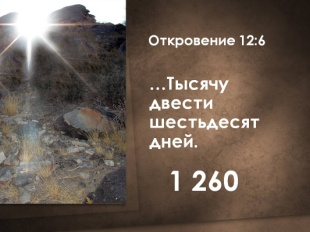 Откровение 12:6
…Тысячу
двести
шестьдесят
дней.
1 260